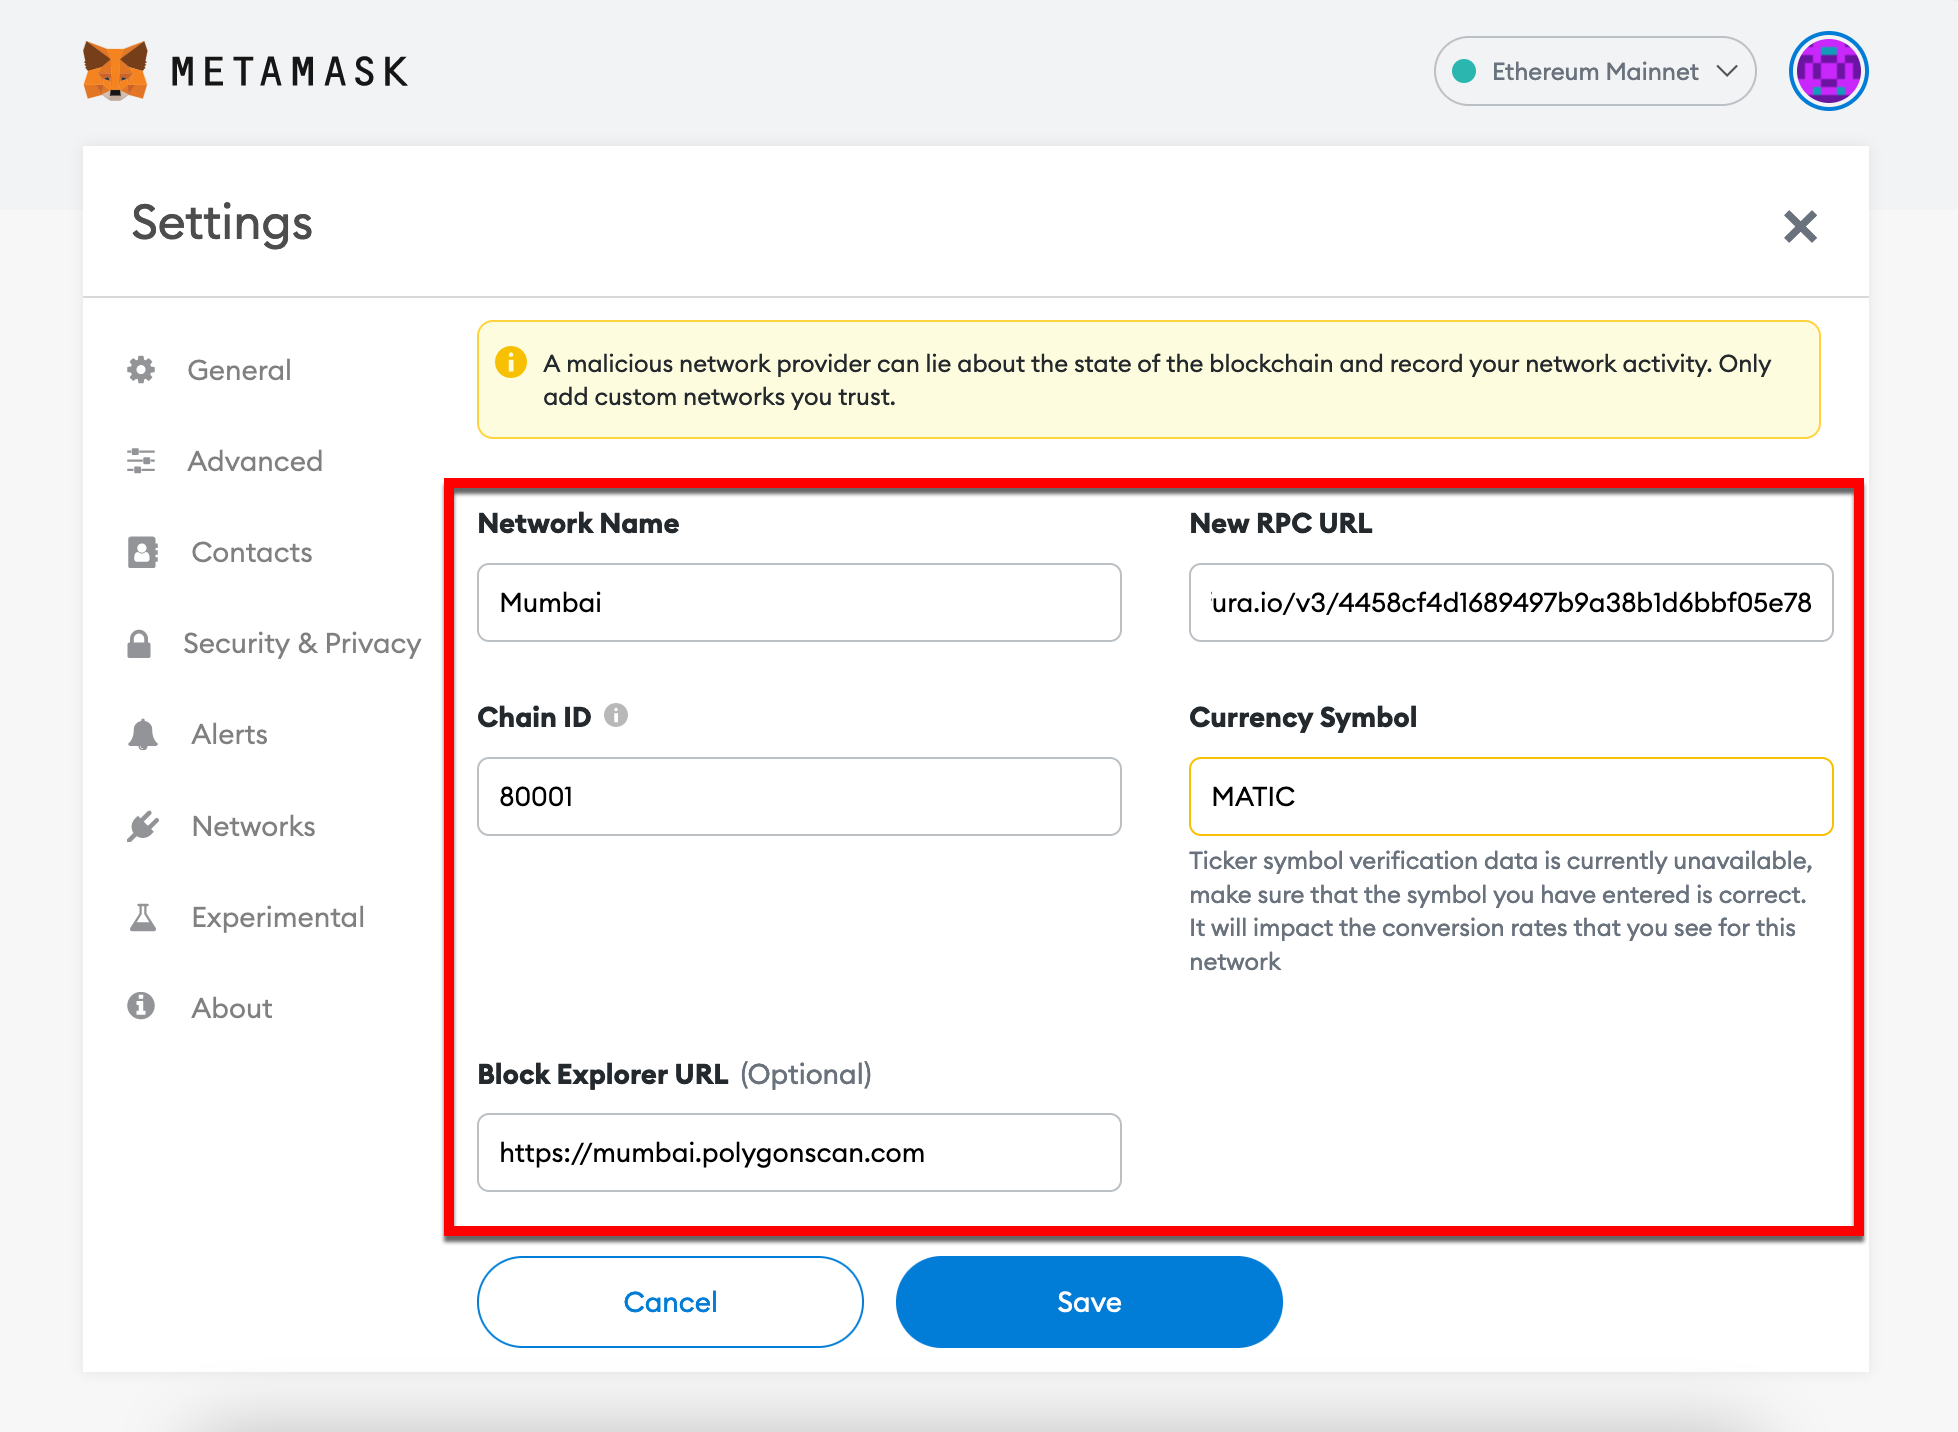 METAMASK
Ethereum Mainnet
Settings
General
Advanced
Contacts
Security & Privacy
Alerts
Networks
Experimental
About
A malicious network provider can lie about the state of the blockchain and record your network activity. Only
add custom networks you trust.
Network Name
Mumbai
New RPC URL
ura.io/v3/4458cf4d1689497b9a38b1d6bbf05e78
Chain ID
80001
Currency Symbol
MATIC
Ticker symbol verification data is currently unavailable,
make sure that the symbol you have entered is correct.
It will impact the conversion rates that you see for this
network
Block Explorer URL (Optional)
https://mumbai.polygonscan.com
Cancel
Save